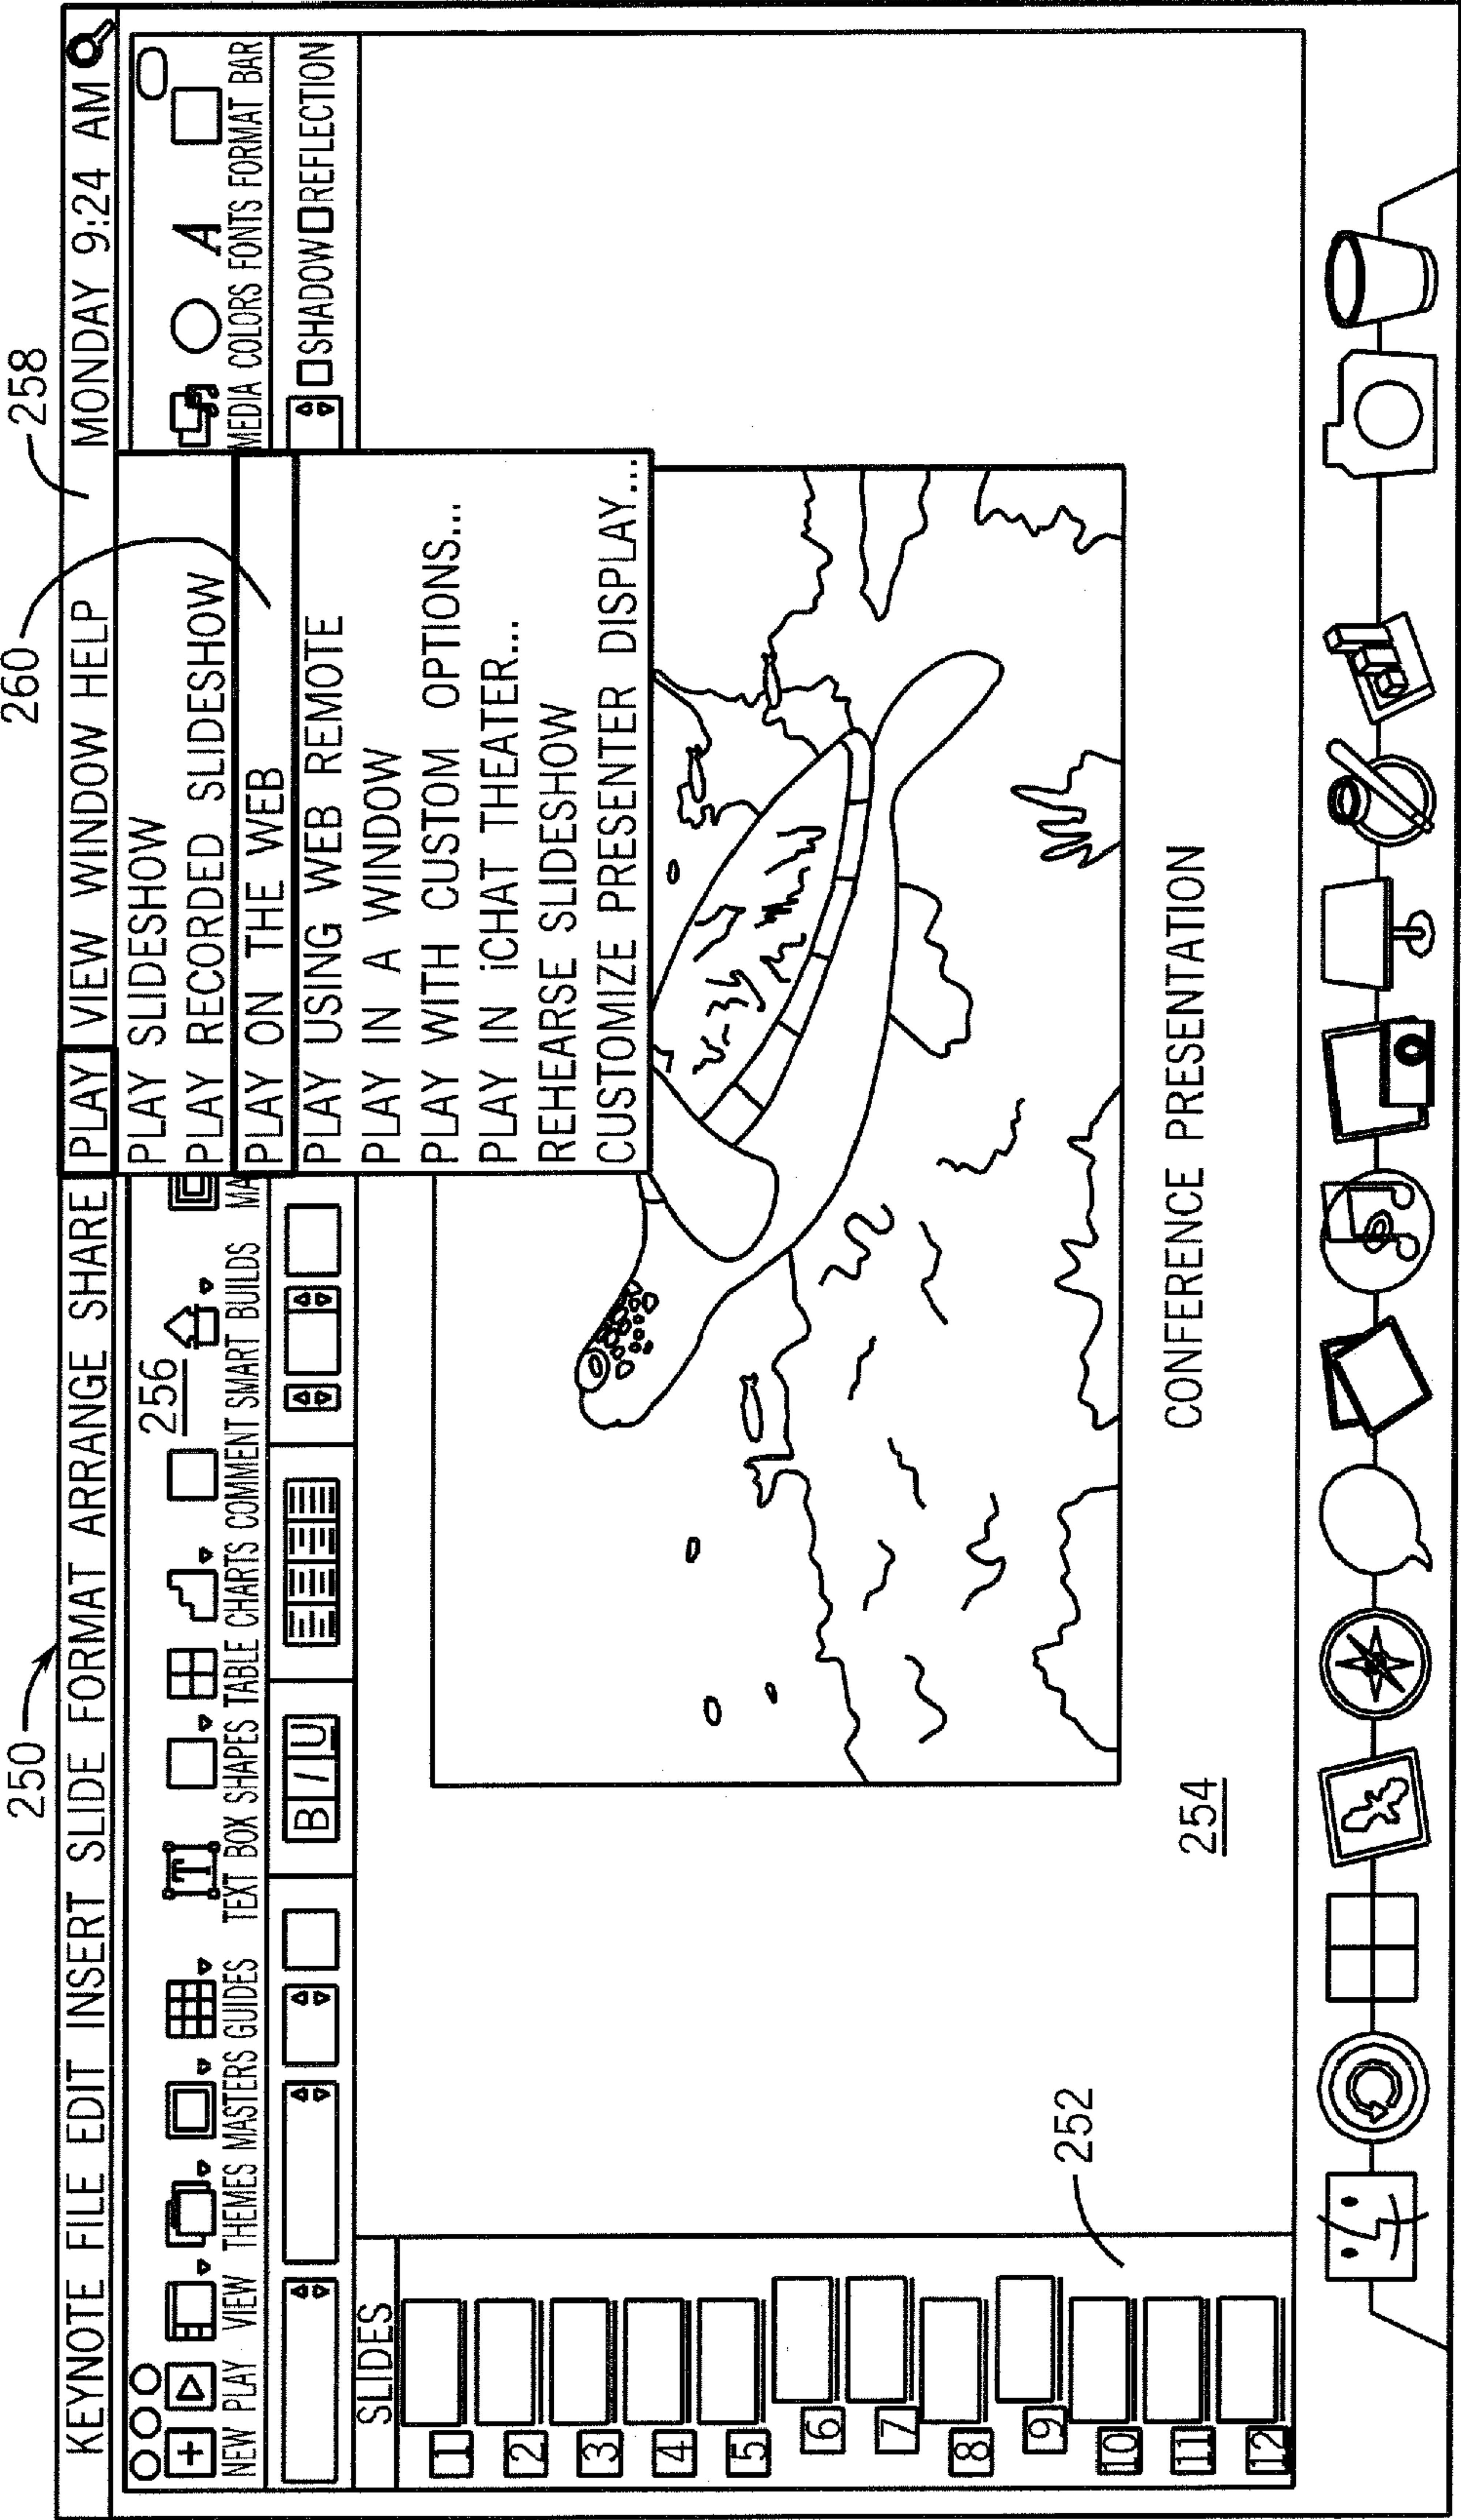 250
258
260
KEYNOTE FILE EDIT INSERT SLIDE FORMAT ARRANGE SHARE PLAY VIEW WINDOW HELP MONDAY 9:24 AM
256
NEW PLAY VIEW THEMES MASTERS GUIDES TEXT BOX SHAPES TABLE CHARTS COMMENT SMART BUILDS MA MEDIA COLORS FONTS FORMAT BAR
T
A
B I U
SHADOW REFLECTION
PLAY SLIDESHOW
PLAY RECORDED SLIDESHOW
PLAY ON THE WEB
PLAY USING WEB REMOTE
PLAY IN A WINDOW
PLAY WITH CUSTOM OPTIONS...
PLAY IN iCHAT THEATER...
REHEARSE SLIDESHOW
CUSTOMIZE PRESENTER DISPLAY...
SLIDES
1
2
3
4
5
6
7
8
9
10
11
12
252
254
CONFERENCE PRESENTATION